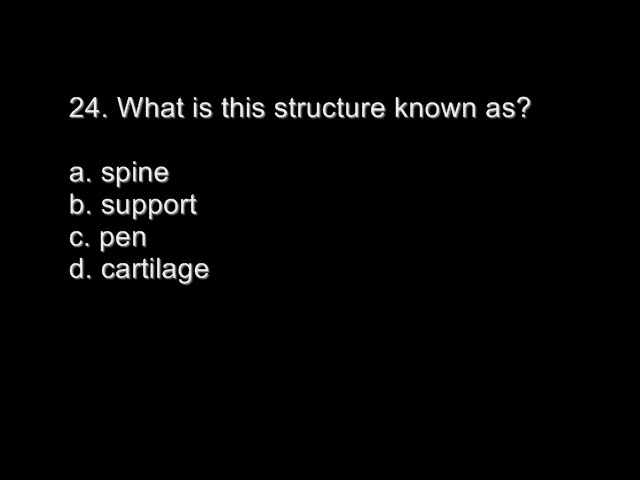 24. What is this structure known as?
a. spine
b. support
c. pen
d. cartilage